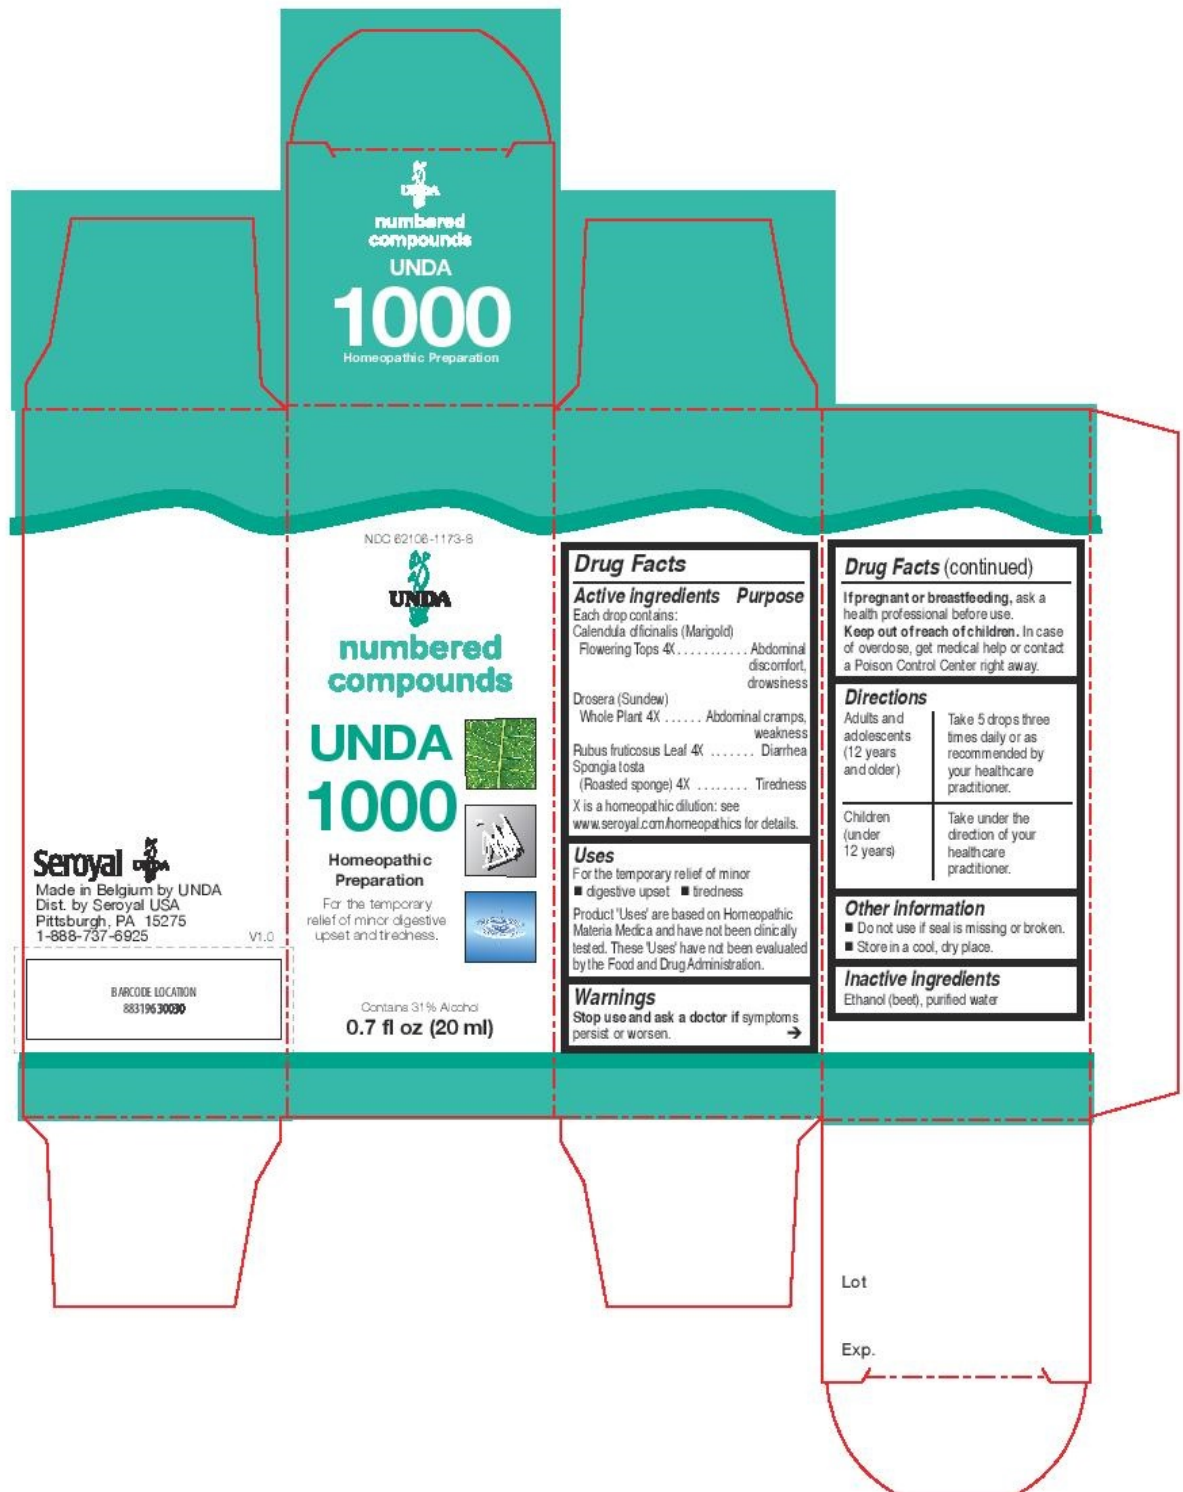 UNDA
numbered
compounds
UNDA
1000
Homeopathic Preparation
Seroyal UNDA
Made in Belgium by UNDA
Dist. by Seroyal USA
Pittsburgh, PA 15275
1-888-737-6925
V1.0
BARCODE LOCATION
88319630030
NDC 62106-1173-8
UNDA
numbered
compounds
UNDA
1000
Homeopathic
Preparation
For the temporary
relief of minor digestive
upset and tiredness.
Contains 31% Alcohol
0.7 fl oz (20 ml)
Drug Facts
Active ingredients Purpose
Each drop contains:
Calendula officinalis (Marigold)
Flowering Tops 4X . . . . . . . . . . . Abdominal
discomfort,
drowsiness
Drosera (Sundew)
Whole Plant 4X . . . . . . Abdominal cramps,
weakness
Rubus fruticosus Leaf 4X . . . . . . . Diarrhea
Spongia tosta
(Roasted sponge) 4X . . . . . . . . Tiredness
X is a homeopathic dilution: see
www.seroyal.com/homeopathics for details.
Uses
For the temporary relief of minor
■ digestive upset ■ tiredness
Product 'Uses' are based on Homeopathic
Materia Medica and have not been clinically
tested. These 'Uses' have not been evaluated
by the Food and Drug Administration.
Warnings
Stop use and ask a doctor if symptoms
persist or worsen. →
Drug Facts (continued)
If pregnant or breastfeeding, ask a
health professional before use.
Keep out of reach of children. In case
of overdose, get medical help or contact
a Poison Control Center right away.
Directions
Adults and
adolescents
(12 years
and older)
Take 5 drops three
times daily or as
recommended by
your healthcare
practitioner.
Children
(under
12 years)
Take under the
direction of your
healthcare
practitioner.
Other information
■ Do not use if seal is missing or broken.
■ Store in a cool, dry place.
Inactive ingredients
Ethanol (beet), purified water
Lot
Exp.